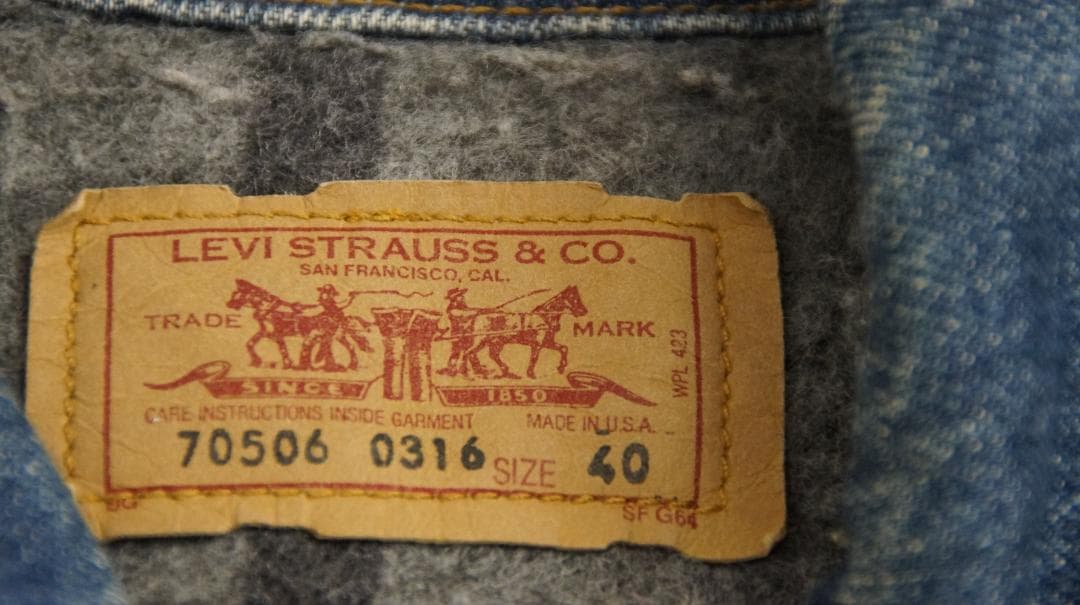 LEVI STRAUSS & CO.
SAN FRANCISCO, CAL.
TRADE MARK
WPL 423
SINCE 1850
CARE INSTRUCTIONS INSIDE GARMENT MADE IN U.S.A.
70506 0316 SIZE 40
SF G64